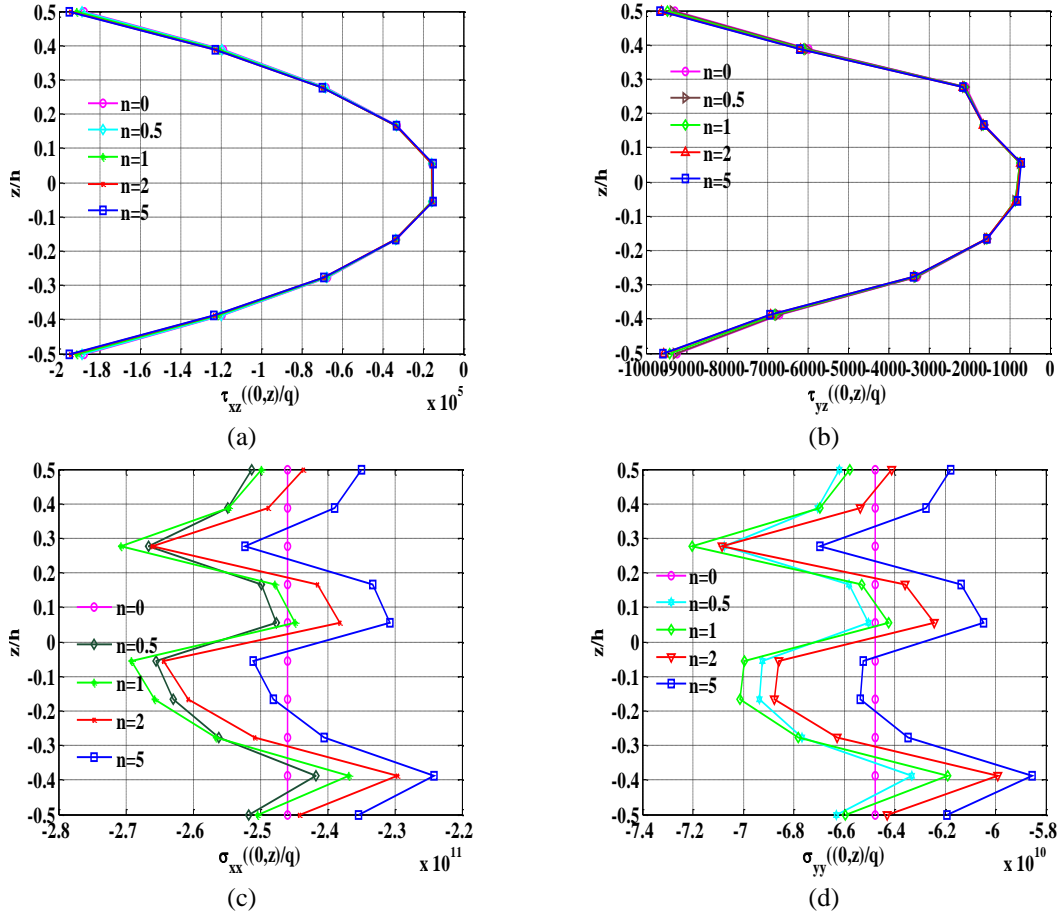 0.5
0.4
0.3
0.2
0.1
0
-0.1
-0.2
-0.3
-0.4
-0.5
z/h
n=0
n=0.5
n=1
n=2
n=5
-2 -1.8 -1.6 -1.4 -1.2 -1 -0.8 -0.6 -0.4 -0.2 0
τxz((0,z)/q)
x 10^5
(a)
0.5
0.4
0.3
0.2
0.1
0
-0.1
-0.2
-0.3
-0.4
-0.5
z/h
n=0
n=0.5
n=1
n=2
n=5
-10000 -9000 -8000 -7000 -6000 -5000 -4000 -3000 -2000 -1000 0
τyz((0,z)/q)
(b)
0.5
0.4
0.3
0.2
0.1
0
-0.1
-0.2
-0.3
-0.4
-0.5
z/h
n=0
n=0.5
n=1
n=2
n=5
-2.8 -2.7 -2.6 -2.5 -2.4 -2.3 -2.2
σxx((0,z)/q)
x 10^11
(c)
0.5
0.4
0.3
0.2
0.1
0
-0.1
-0.2
-0.3
-0.4
-0.5
z/h
n=0
n=0.5
n=1
n=2
n=5
-7.4 -7 -6.8 -6.6 -6.4 -6.2 -6 -5.8
σyy((0,z)/q)
x 10^10
(d)